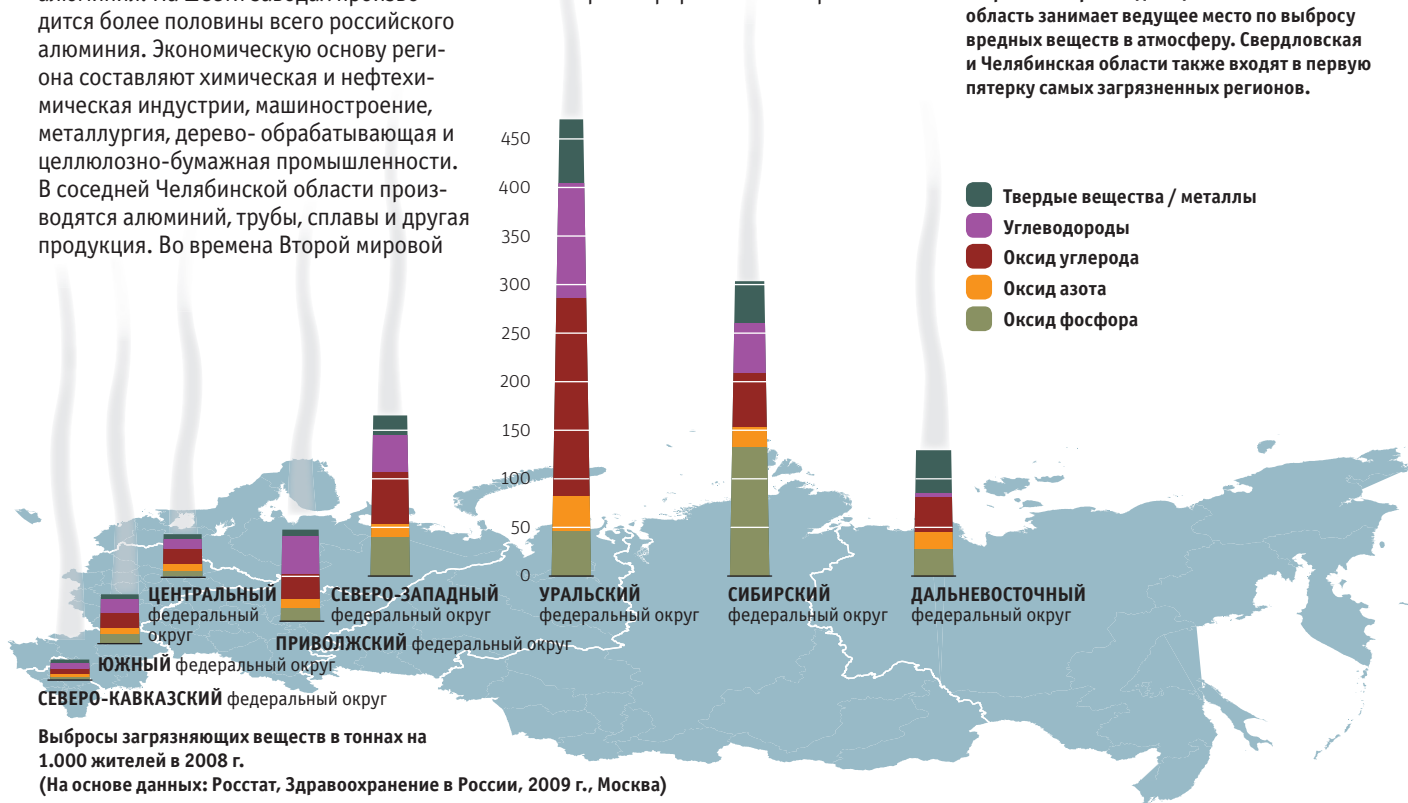 дится более половины всего российского
алюминия. Экономическую основу реги-
она составляют химическая и нефтехи-
мическая индустрии, машиностроение,
металлургия, дерево- обрабатывающая и
целлюлозно-бумажная промышленности.
В соседней Челябинской области произ-
водятся алюминий, трубы, сплавы и другая
продукция. Во времена Второй мировой
область занимает ведущее место по выбросу
вредных веществ в атмосферу. Свердловская
и Челябинская области также входят в первую
пятерку самых загрязненных регионов.
Твердые вещества / металлы
Углеводороды
Оксид углерода
Оксид азота
Оксид фосфора
450
400
350
300
250
200
150
100
50
0
ЦЕНТРАЛЬНЫЙ
федеральный
округ
СЕВЕРО-ЗАПАДНЫЙ
федеральный округ
УРАЛЬСКИЙ
федеральный округ
СИБИРСКИЙ
федеральный округ
ДАЛЬНЕВОСТОЧНЫЙ
федеральный округ
ПРИВОЛЖСКИЙ федеральный округ
ЮЖНЫЙ федеральный округ
СЕВЕРО-КАВКАЗСКИЙ федеральный округ
Выбросы загрязняющих веществ в тоннах на
1.000 жителей в 2008 г.
(На основе данных: Росстат, Здравоохранение в России, 2009 г., Москва)